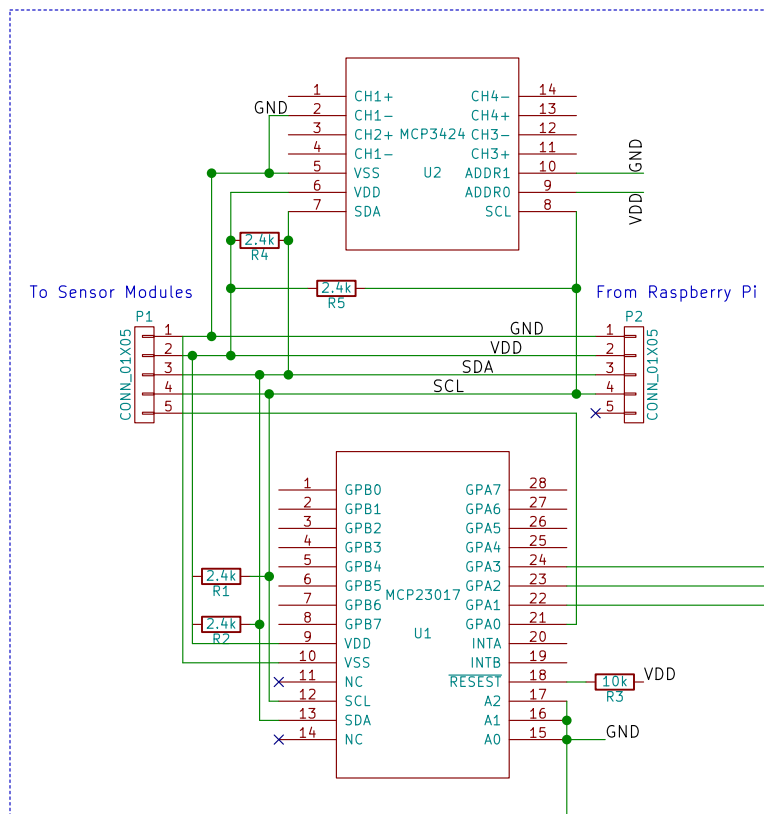 1 CH1+ CH4- 14
GND 2 CH1- CH4+ 13
3 CH2+ MCP3424 CH3- 12
4 CH1- CH3+ 11
5 VSS U2 ADDR1 10 GND
6 VDD ADDR0 9 VDD
7 SDA SCL 8
2.4k
R4
2.4k
R5
To Sensor Modules
From Raspberry Pi
P1
P2
CONN_01X05
CONN_01X05
1 GND 1
2 VDD 2
3 SDA 3
4 SCL 4
5 5
1 GPB0 GPA7 28
2 GPB1 GPA6 27
3 GPB2 GPA5 26
4 GPB3 GPA4 25
5 GPB4 GPA3 24
6 GPB5 GPA2 23
MCP23017
7 GPB6 GPA1 22
8 GPB7 GPA0 21
U1
9 VDD INTA 20
10 VSS INTB 19
11 NC RESEST 18
12 SCL A2 17
13 SDA A1 16
14 NC A0 15
2.4k
R1
2.4k
R2
10k VDD
R3
GND